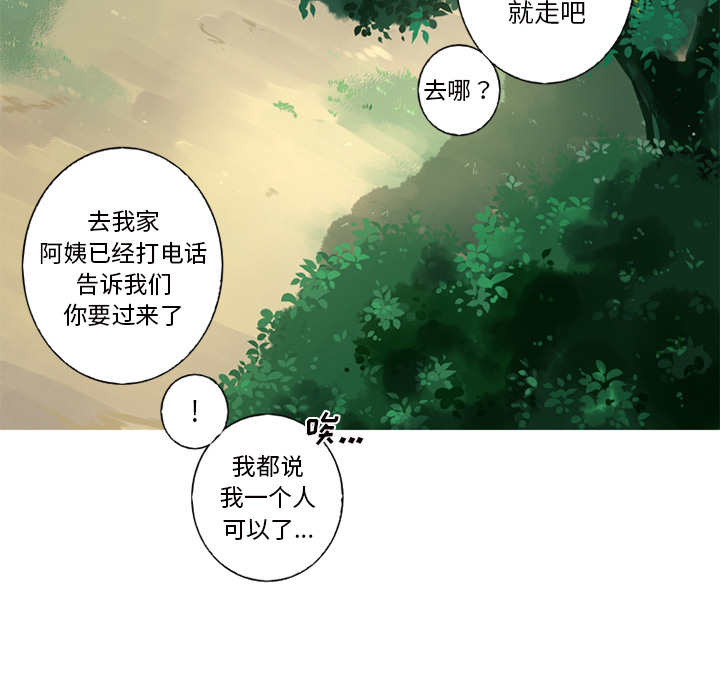 就走吧
去哪？
去我家
阿姨已经打电话
告诉我们
你要过来了
！
唉…
我都说
我一个人
可以了…